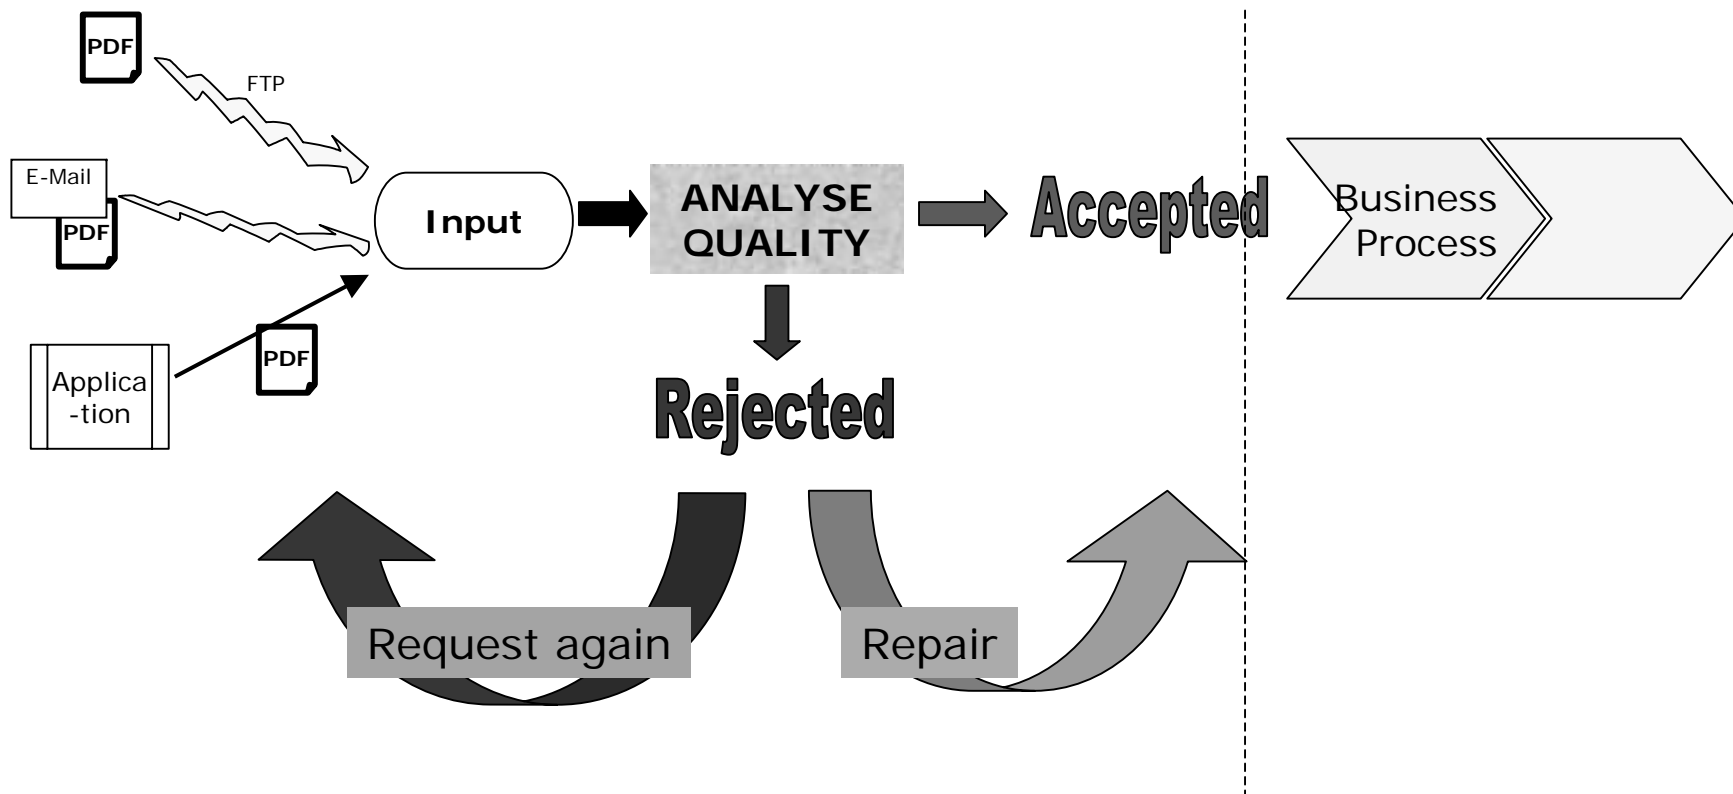 PDF
FTP
E-Mail
PDF
Input
ANALYSE
QUALITY
Accepted
Business
Process
PDF
Applica
-tion
Rejected
Request again
Repair